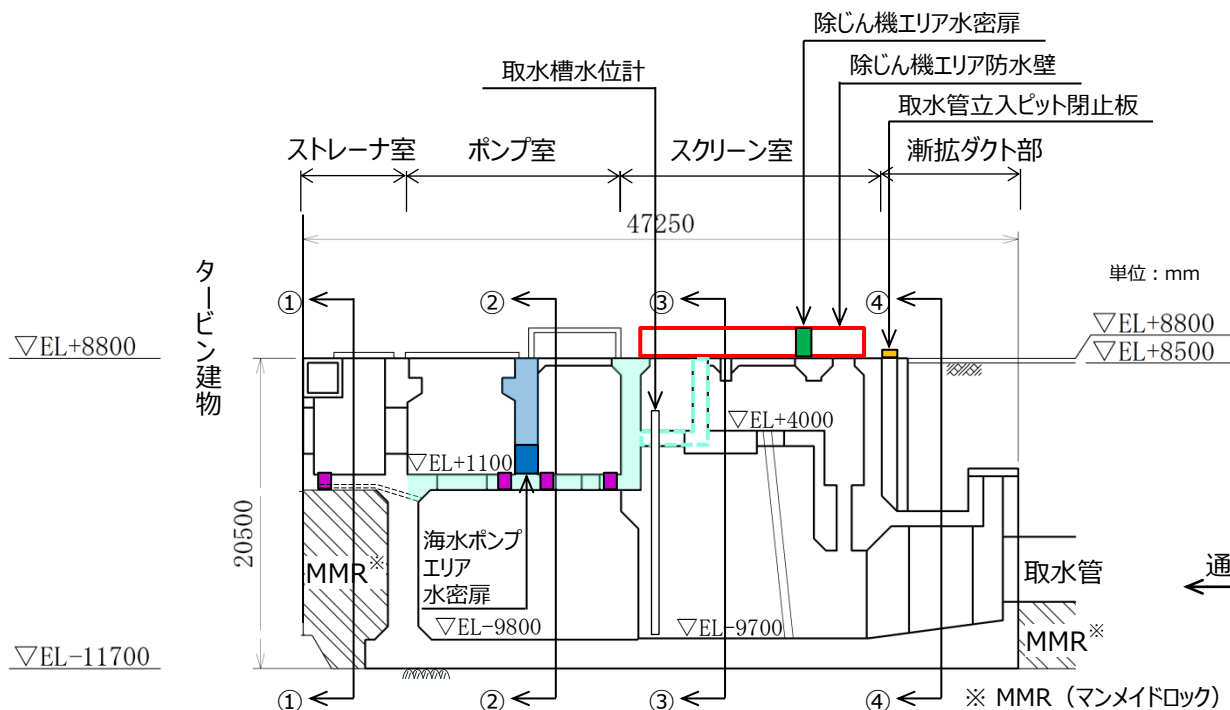 除じん機エリア水密扉
取水槽水位計
除じん機エリア防水壁
取水管立入ピット閉止板
ストレーナ室
ポンプ室
スクリーン室
漸拡ダクト部
47250
タービン建物
単位：mm
①
②
③
④
▽EL+8800
▽EL+8800
▽EL+8500
▽EL+4000
▽EL+1100
20500
海水ポンプ
エリア
水密扉
MMR※
取水管
通
▽EL-9800
▽EL-9700
MMR※
▽EL-11700
①
②
③
④
※ MMR（マンメイドロック）